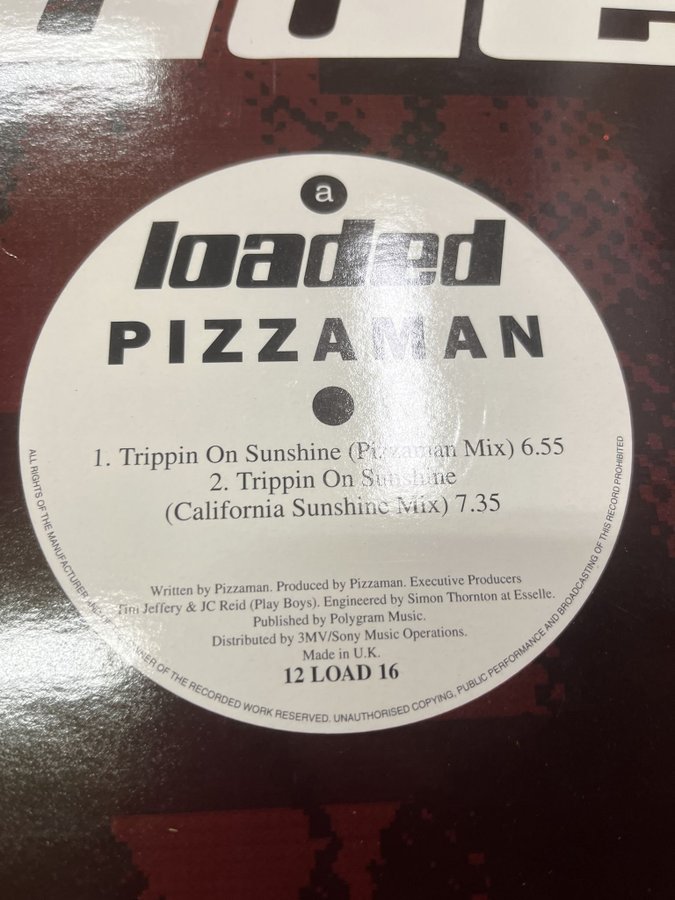 a
loaded
PIZZAMAN
1. Trippin On Sunshine (Pizzaman Mix) 6.55
2. Trippin On Sunshine
(California Sunshine Mix) 7.35
Written by Pizzaman. Produced by Pizzaman. Executive Producers
Tim Jeffery & JC Reid (Play Boys). Engineered by Simon Thornton at Esselle.
Published by Polygram Music.
Distributed by 3MV/Sony Music Operations.
Made in U.K.
12 LOAD 16
ALL RIGHTS OF THE MANUFACTURER OWNER OF THE RECORDED WORK RESERVED. UNAUTHORISED COPYING, PUBLIC PERFORMANCE AND BROADCASTING OF THIS RECORD PROHIBITED